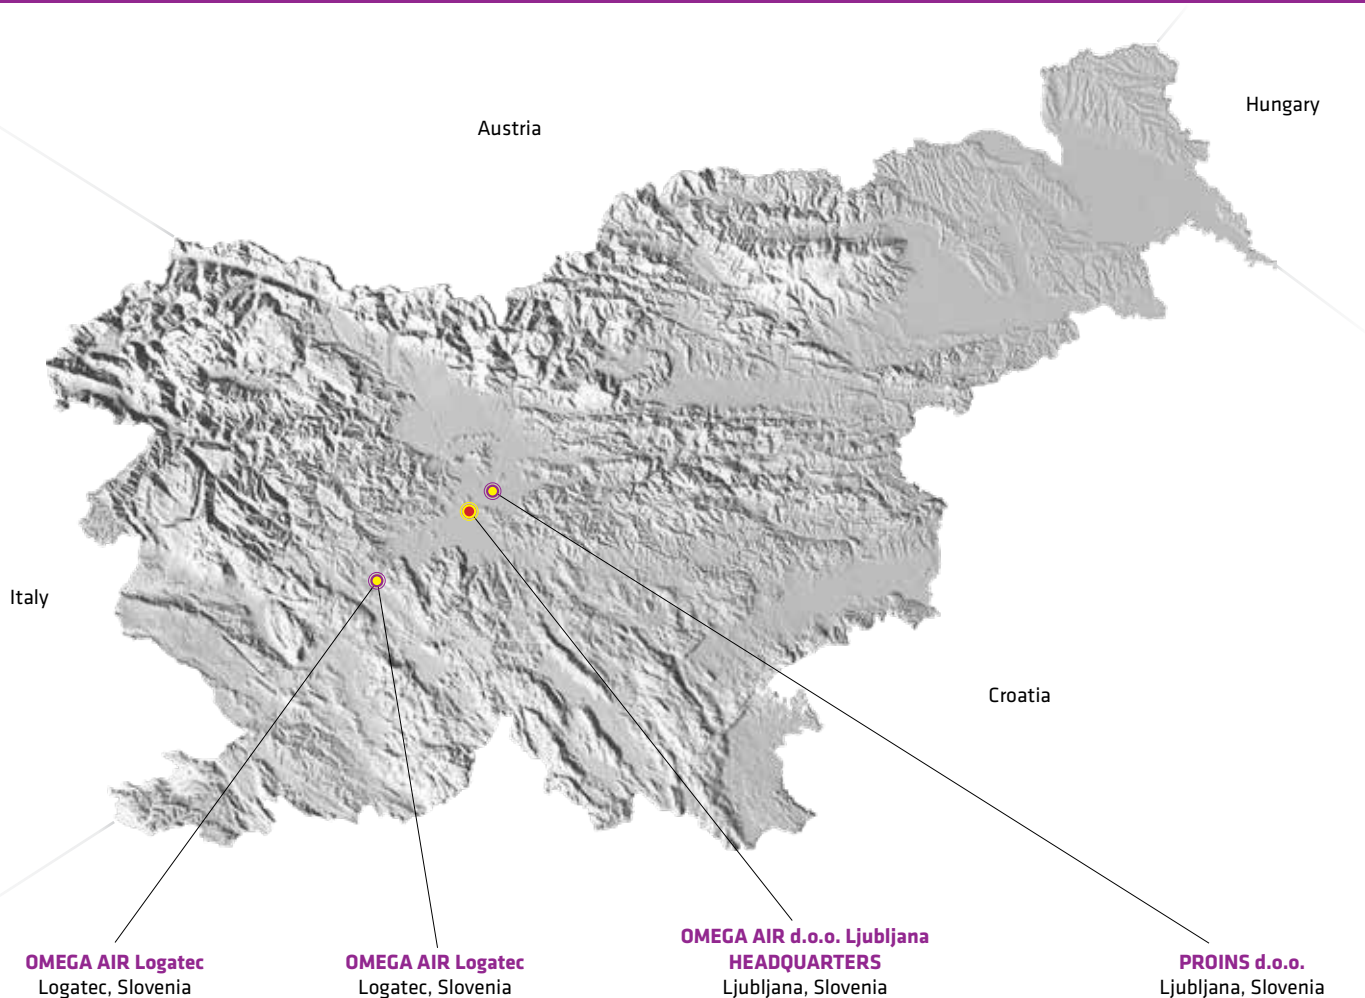 Hungary
Austria
Italy
Croatia
OMEGA AIR Logatec
Logatec, Slovenia
OMEGA AIR Logatec
Logatec, Slovenia
OMEGA AIR d.o.o. Ljubljana
HEADQUARTERS
Ljubljana, Slovenia
PROINS d.o.o.
Ljubljana, Slovenia